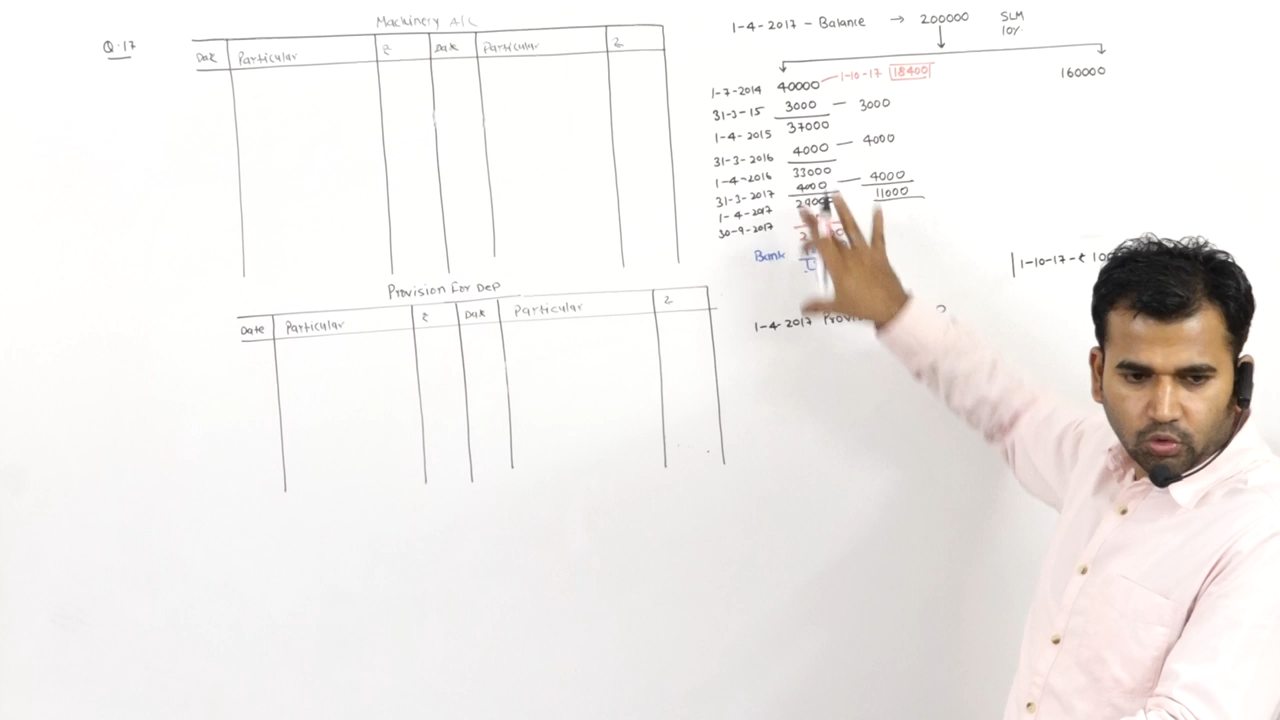 Q.17
Machinery A/C
Date Particular ₹ Date Particular ₹
Provision for Dep
Date Particular ₹ Date Particular ₹
1-4-2017 - Balance → 200000 SLM
10%
1-7-2014 40000 1-10-17 18400 160000
31-3-15 3000 — 3000
1-4-2015 37000
31-3-2016 4000 — 4000
1-4-2016 33000
31-3-2017 4000 — 4000
1-4-2017 11000
30-9-2017
Bank
1-10-17 - ₹
1-4-2017 ?